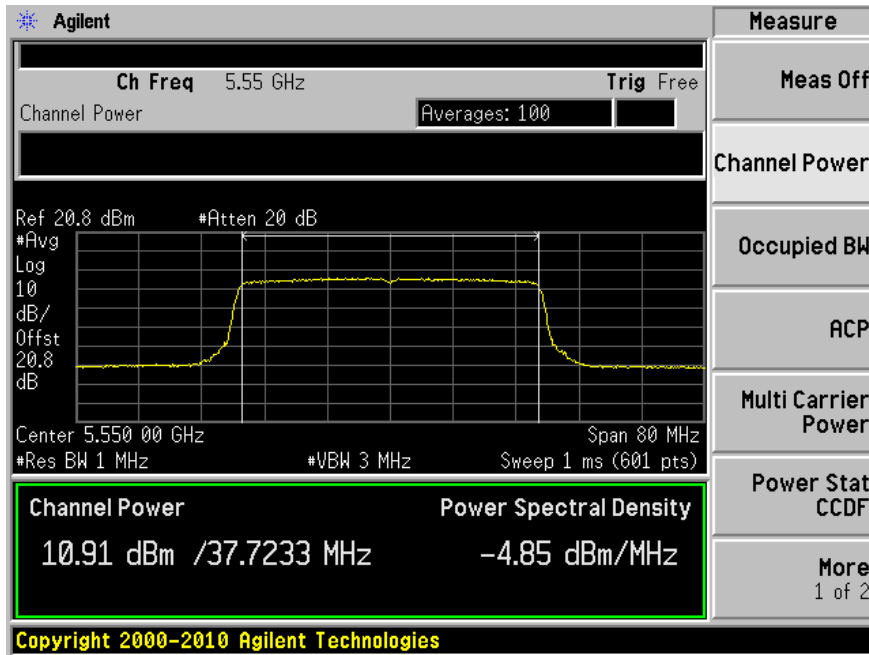 Agilent
Measure
Ch Freq 5.55 GHz Trig Free
Channel Power Averages: 100
Ref 20.8 dBm #Atten 20 dB
#Avg
Log
10
dB/
Offst
20.8
dB
Center 5.550 00 GHz Span 80 MHz
#Res BW 1 MHz #VBW 3 MHz Sweep 1 ms (601 pts)
Channel Power Power Spectral Density
10.91 dBm /37.7233 MHz -4.85 dBm/MHz
Meas Off
Channel Power
Occupied BW
ACP
Multi Carrier
Power
Power Stat
CCDF
More
1 of 2
Copyright 2000-2010 Agilent Technologies